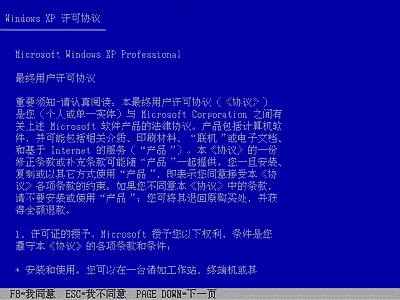 Windows XP 许可协议
Microsoft Windows XP Professional
最终用户许可协议
重要须知-请认真阅读：本最终用户许可协议（《协议》）
是您（个人或单一实体）与 Microsoft Corporation 之间有
关上述 Microsoft 软件产品的法律协议。产品包括计算机软
件，并可能包括相关介质、印刷材料、“联机”或电子文档、
和基于 Internet 的服务（“产品”）。本《协议》的一份
修正条款或补充条款可能随“产品”一起提供。您一旦安装、
复制或以其它方式使用“产品”，即表示您同意接受本《协
议》各项条款的约束。如果您不同意本《协议》中的条款，
请不要安装或使用“产品”；您可将其退回原购买处，并获
得全额退款。
1. 许可证的授予。Microsoft 授予您以下权利，条件是您
遵守本《协议》的各项条款和条件：
* 安装和使用。您可以在一台诸如工作站、终端机或其
F8=我同意 ESC=我不同意 PAGE DOWN=下一页